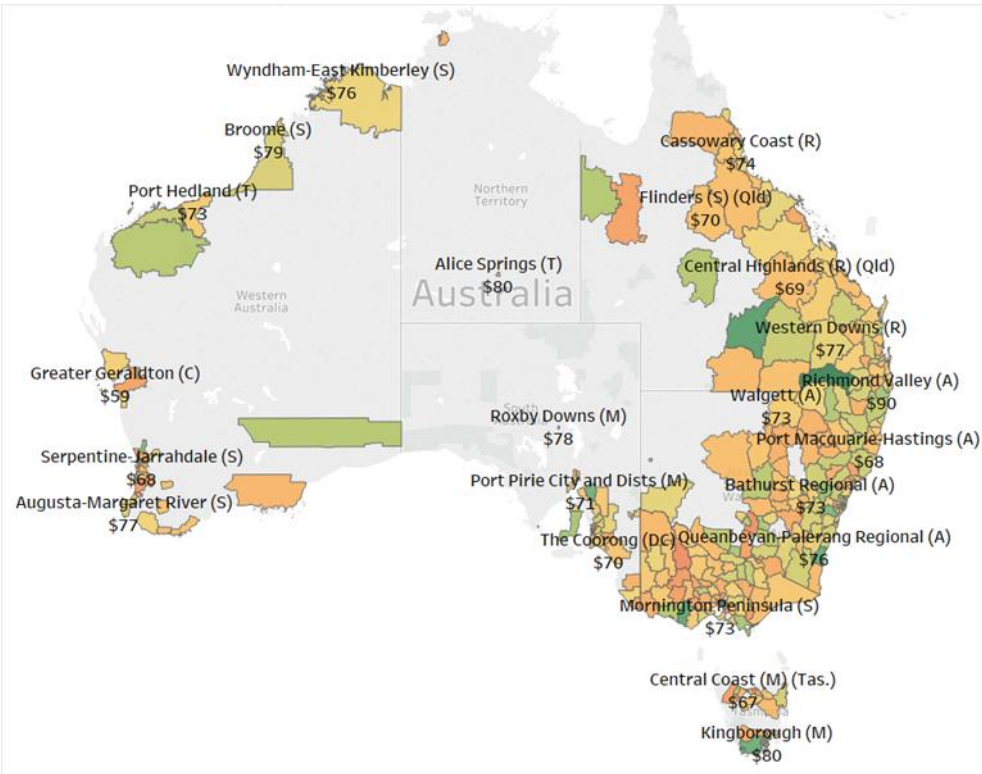 Wyndham-East Kimberley (S)
$76
Broome (S)
$79
Cassowary Coast (R)
$74
Port Hedland (T)
$73
Northern
Territory
Flinders (S) (Qld)
$70
Alice Springs (T)
$80
Central Highlands (R) (Qld)
$69
Western
Australia
Australia
Western Downs (R)
$77
Greater Geraldton (C)
$59
Richmond Valley (A)
$90
Walgett (A)
$73
Roxby Downs (M)
$78
South
Port Macquarie-Hastings (A)
$68
Serpentine-Jarrahdale (S)
$68
Port Pirie City and Dists (M)
$71
Bathurst Regional (A)
$73
Augusta-Margaret River (S)
$77
The Coorong (DC)
$70
Queanbeyan-Palerang Regional (A)
$76
Mornington Peninsula (S)
$73
Central Coast (M) (Tas.)
$67
Tasmania
Kingborough (M)
$80